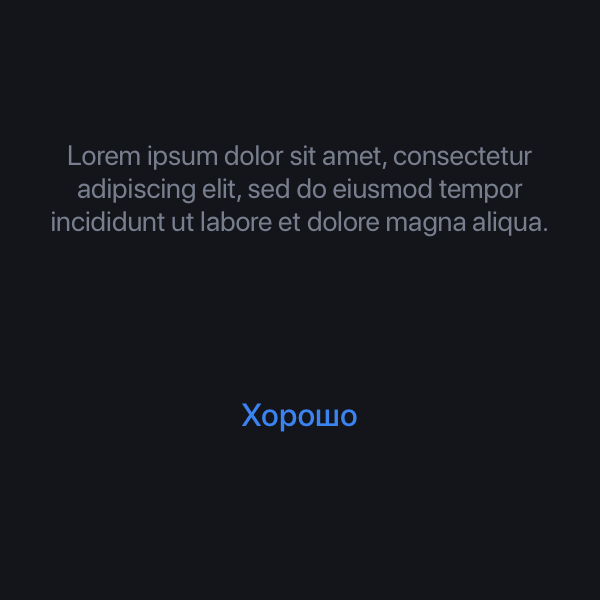 Lorem ipsum dolor sit amet, consectetur
adipiscing elit, sed do eiusmod tempor
incididunt ut labore et dolore magna aliqua.
Хорошо